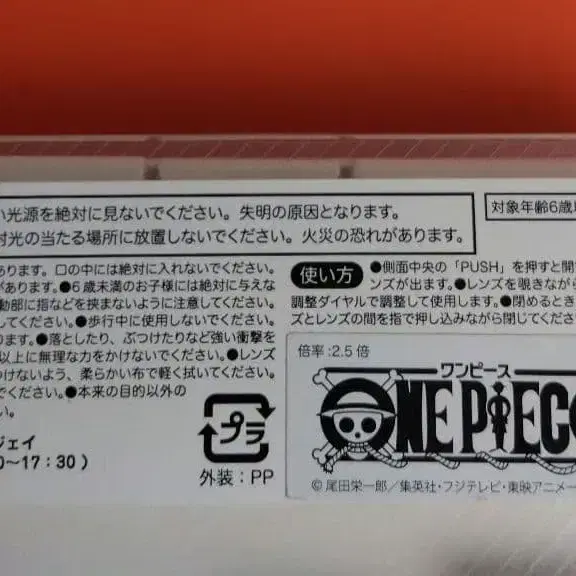 い光源を絶対に見ないでください。失明の原因となります。
射光の当たる場所に放置しないでください。火災の恐れがあります。
対象年齢6歳
あります。口の中には絶対に入れないでください。
があります。●6歳未満のお子様には絶対に与えな
動部に指などを挟まないように注意してください。
●歩行中に使用しないでください。
ります。●落としたり、ぶつけたりなど強い衝撃を
以上に無理な力をかけないでください。●レンズ
つけないよう、柔らかい布で軽く拭いてください。
でください。●本来の目的以外の
い。
ジェイ
0〜17：30）
プラ
外装：PP
使い方
●側面中央の「PUSH」を押すと開
ンズが出ます。●レンズを覗きながら
調整ダイヤルで調整して使用します。●閉めるとき
ズとレンズの間を指で押し込みながら閉じてくださ
倍率:2.5倍
ワンピース
ONE PIECE
©尾田栄一郎／集英社・フジテレビ・東映アニメー